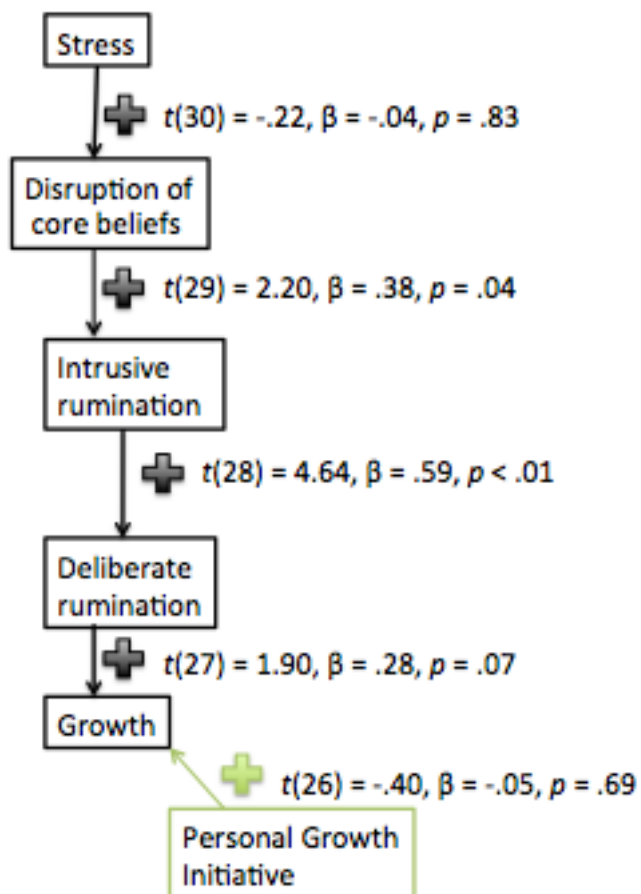 Stress
t(30) = -.22, β = -.04, p = .83
Disruption of
core beliefs
t(29) = 2.20, β = .38, p = .04
Intrusive
rumination
t(28) = 4.64, β = .59, p < .01
Deliberate
rumination
t(27) = 1.90, β = .28, p = .07
Growth
t(26) = -.40, β = -.05, p = .69
Personal Growth
Initiative